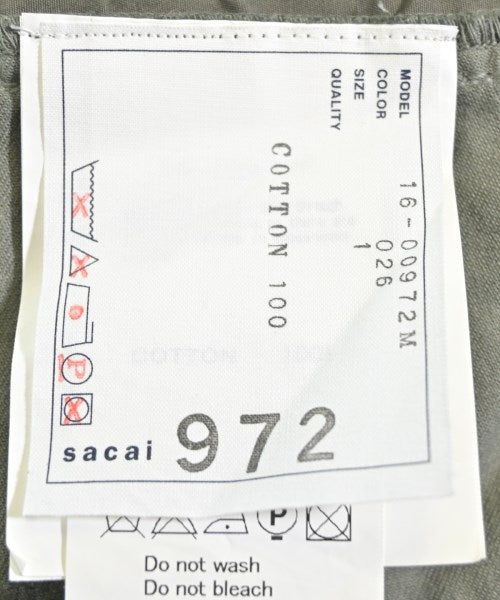 MODEL 16-00972M
COLOR 026
SIZE 1
QUALITY
COTTON 100
P
sacai 972
P
Do not wash
Do not bleach